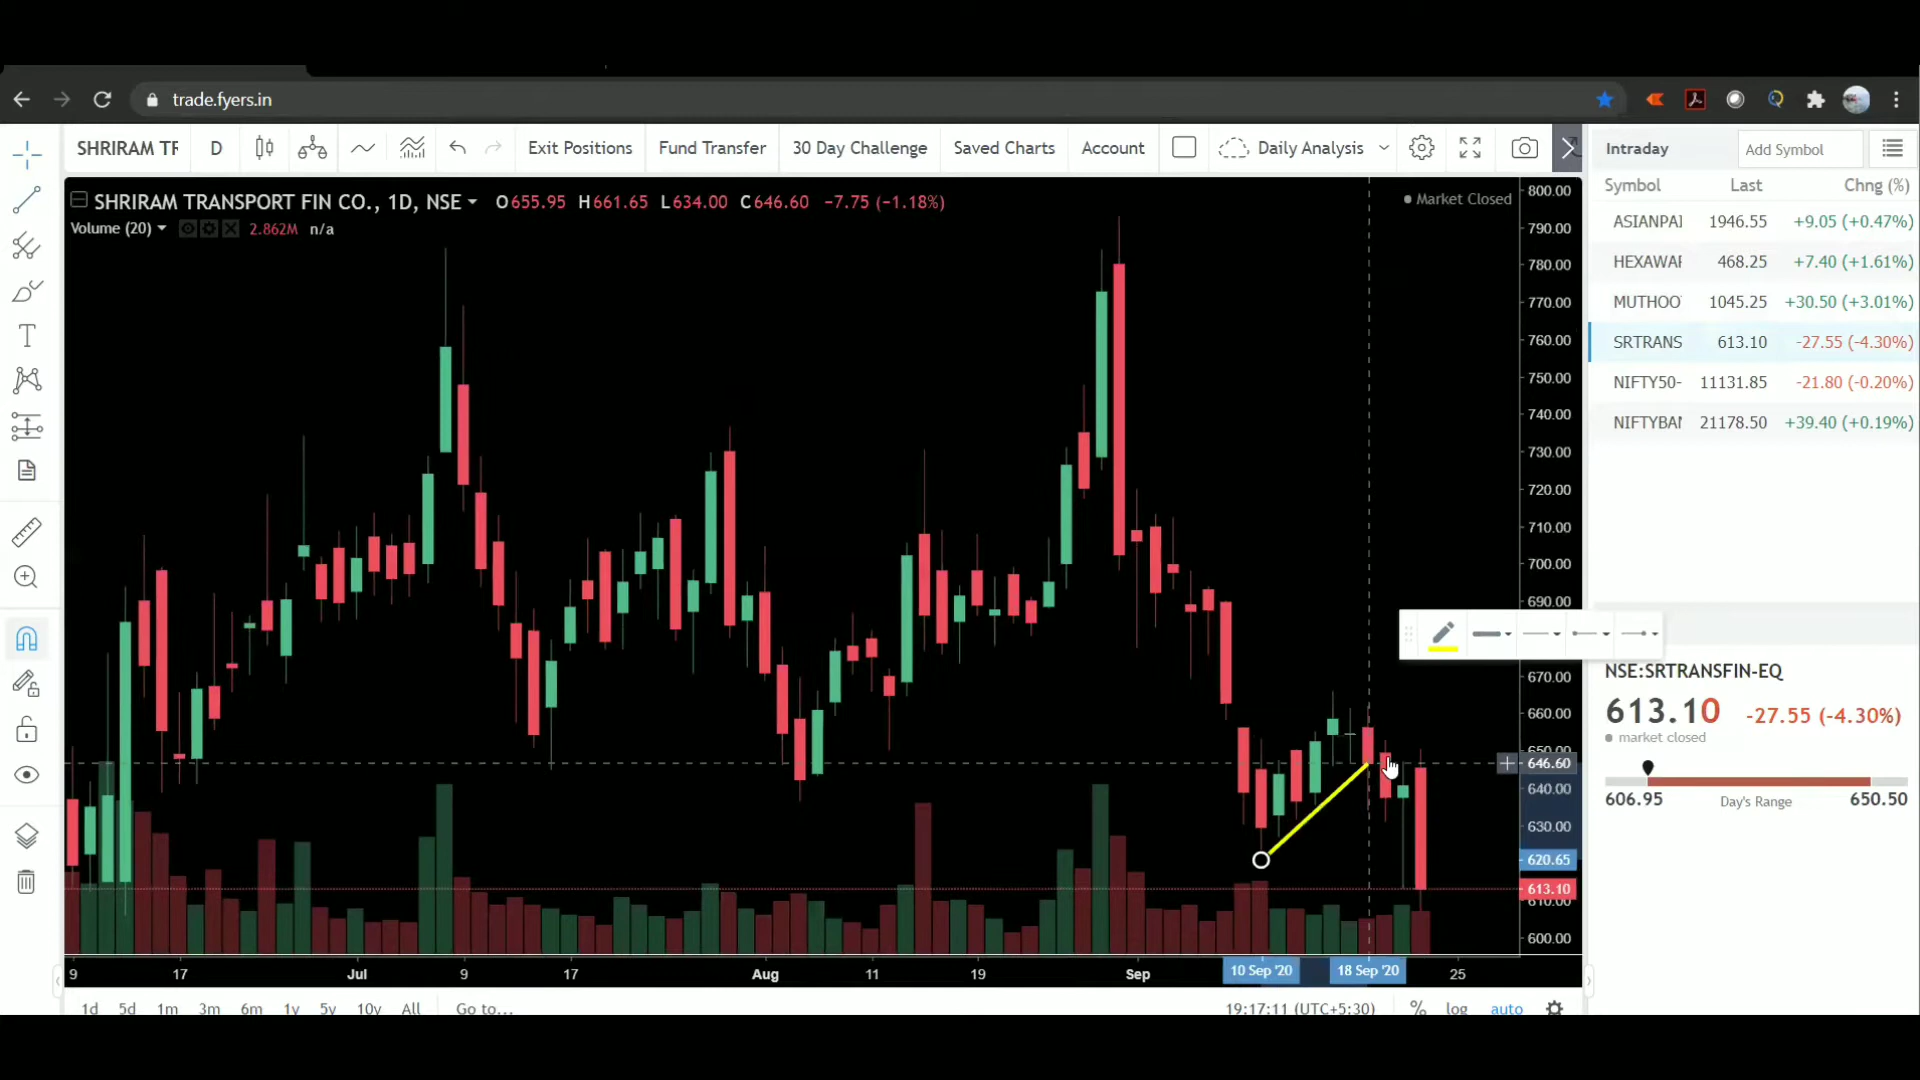 trade.fyers.in
SHRIRAM TR D Exit Positions Fund Transfer 30 Day Challenge Saved Charts Account Daily Analysis
Intraday Add Symbol
Symbol Last Chng (%)
SHRIRAM TRANSPORT FIN CO., 1D, NSE O655.95 H661.65 L634.00 C646.60 -7.75 (-1.18%)
Market Closed
Volume (20) 2.862M n/a
ASIANPAI 1946.55 +9.05 (+0.47%)
HEXAWAR 468.25 +7.40 (+1.61%)
MUTHOO 1045.25 +30.50 (+3.01%)
SRTRANS 613.10 -27.55 (-4.30%)
NIFTY50- 11131.85 -21.80 (-0.20%)
NIFTYBAN 21178.50 +39.40 (+0.19%)
800.00
790.00
780.00
770.00
760.00
750.00
740.00
730.00
720.00
710.00
700.00
690.00
670.00
660.00
650.00
646.60
640.00
630.00
620.65
613.10
610.00
600.00
NSE:SRTRANSFIN-EQ
613.10 -27.55 (-4.30%)
market closed
606.95 Day's Range 650.50
9 17 Jul 9 17 Aug 11 19 Sep 10 Sep '20 18 Sep '20 25
1d 5d 1m 3m 6m 1y 5y 10y All Go to... 19:17:11 (UTC+5:30) % log auto